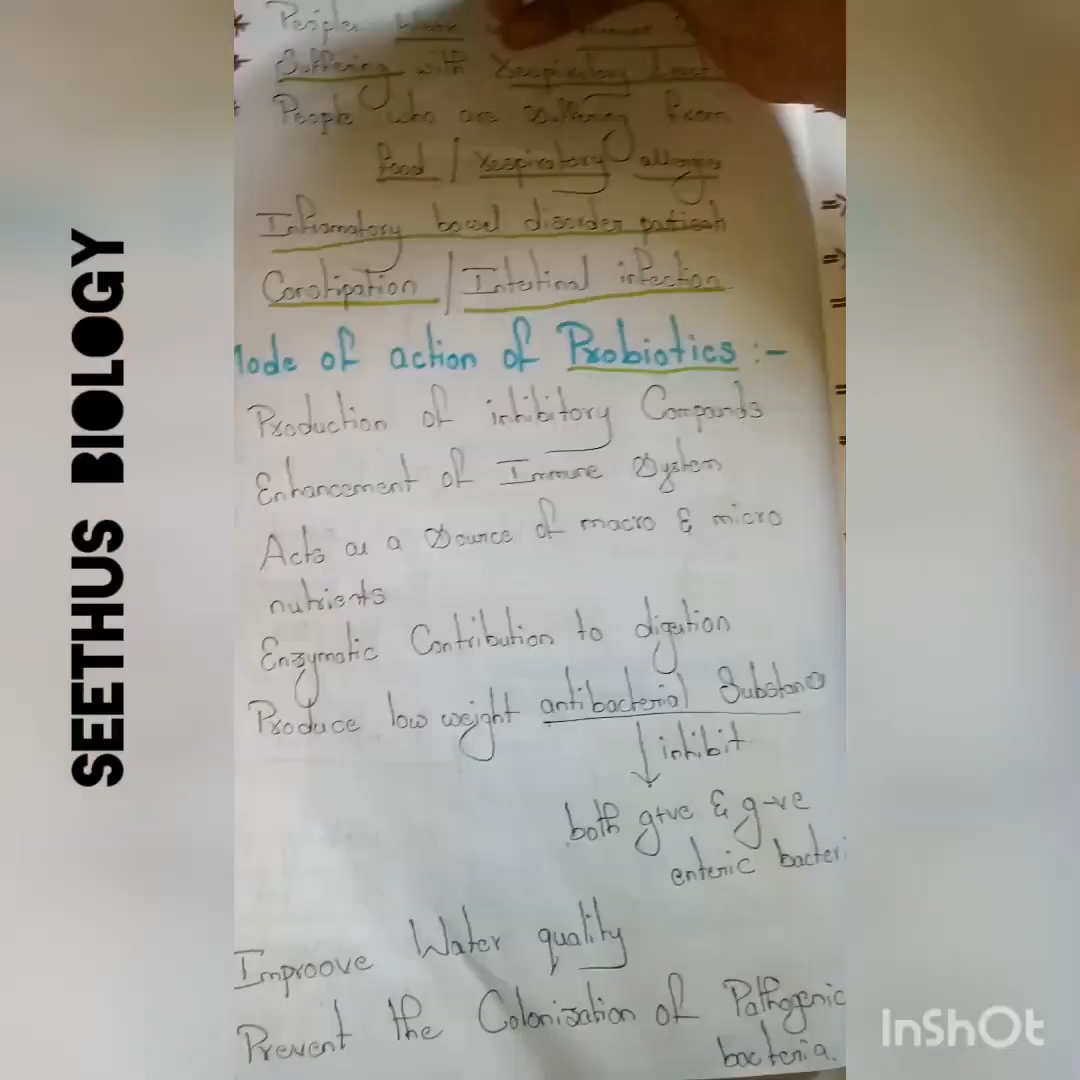 SEETHUS BIOLOGY
People
Suffering with respiratory tract
People who are suffering from
food / respiratory allergies
Inflamatory bowel disorder
Constipation / Intestinal infection
Mode of action of Probiotics :-
Production of inhibitory Compounds
Enhancement of Immune System
Acts as a Source of macro & micro
nutrients
Enzymatic Contribution to digestion
Produce low weight antibacterial Substance
inhibit
both g+ve & g-ve
enteric bacteri
Improove Water quality
Prevent the Colonization of Pathogenic
bacteria.
InShOt